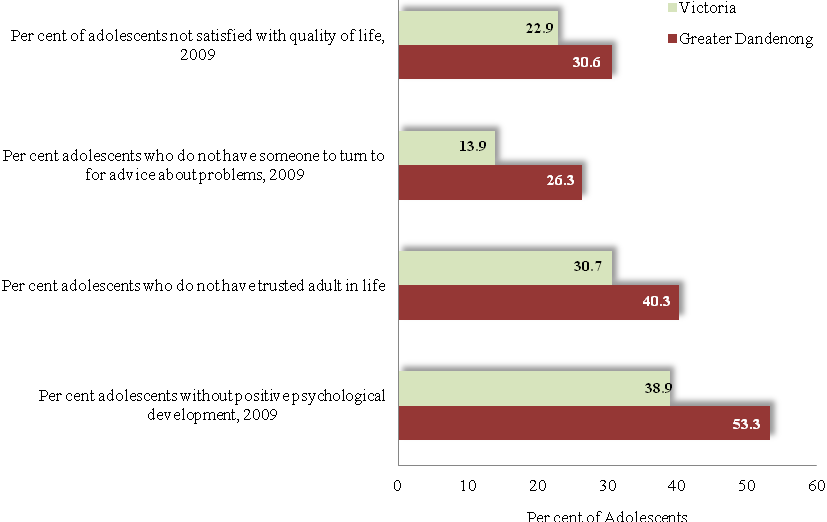 Victoria
Greater Dandenong
Per cent of adolescents not satisfied with quality of life,
2009
22.9
30.6
Per cent adolescents who do not have someone to turn to
for advice about problems, 2009
13.9
26.3
Per cent adolescents who do not have trusted adult in life
30.7
40.3
Per cent adolescents without positive psychological
development, 2009
38.9
53.3
0 10 20 30 40 50 60
Per cent of Adolescents